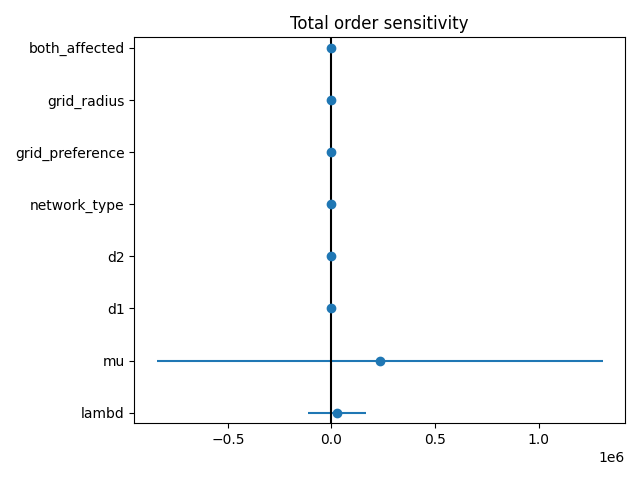 Total order sensitivity
both_affected
grid_radius
grid_preference
network_type
d2
d1
mu
lambd
−0.5 0.0 0.5 1.0
1e6